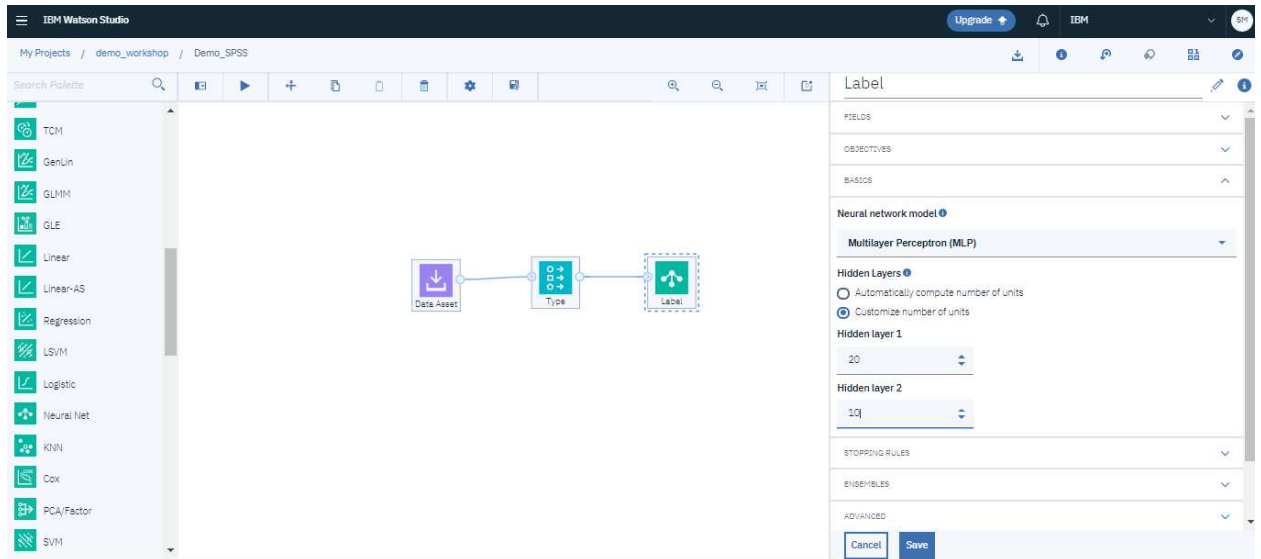 IBM Watson Studio
Upgrade
IBM
SM
My Projects / demo_workshop / Demo_SPSS
Search Palette
TCM
GenLin
GLMM
GLE
Linear
Linear-AS
Regression
LSVM
Logistic
Neural Net
KNN
Cox
PCA/Factor
SVM
Data Asset
Type
Label
Label
FIELDS
OBJECTIVES
BASICS
Neural network model
Multilayer Perceptron (MLP)
Hidden Layers
Automatically compute number of units
Customize number of units
Hidden layer 1
20
Hidden layer 2
10
STOPPING RULES
ENSEMBLES
ADVANCED
Cancel
Save